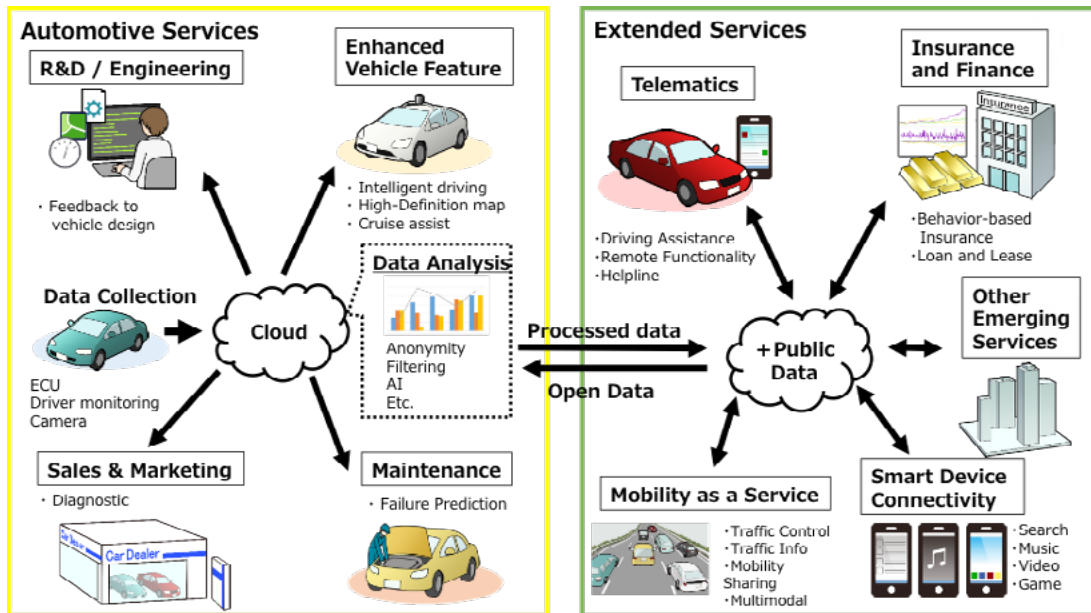 Automotive Services
R&D / Engineering
・Feedback to
vehicle design
Enhanced
Vehicle Feature
・Intelligent driving
・High-Definition map
・Cruise assist
Data Collection
ECU
Driver monitoring
Camera
Cloud
Data Analysis
Anonymity
Filtering
AI
Etc.
Sales & Marketing
・Diagnostic
Car Dealer
Car Dealer
Maintenance
・Failure Prediction
Processed data
Open Data
Extended Services
Telematics
・Driving Assistance
・Remote Functionality
・Helpline
Insurance
and Finance
Insurance
・Behavior-based
Insurance
・Loan and Lease
+Public
Data
Other
Emerging
Services
Mobility as a Service
・Traffic Control
・Traffic Info
・Mobility
Sharing
・Multimodal
Smart Device
Connectivity
・Search
・Music
・Video
・Game